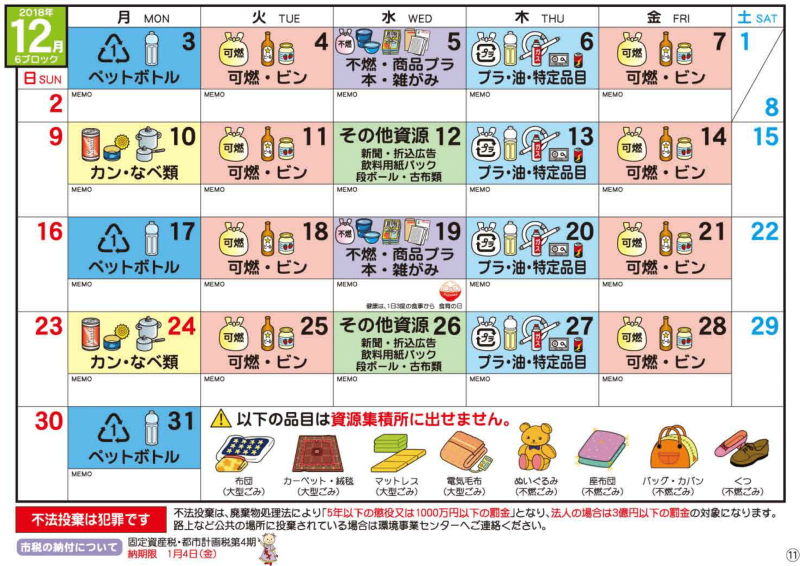 2018年
12月
6ブロック
月 MON
火 TUE
水 WED
木 THU
金 FRI
土 SAT
日 SUN
3
ペットボトル
可燃
4
可燃・ビン
不燃
5
不燃・商品プラ
本・雑がみ
プラ
ガス
6
プラ・油・特定品目
可燃
7
可燃・ビン
1
8
2
MEMO
MEMO
MEMO
MEMO
MEMO
9
10
カン・なべ類
可燃
11
可燃・ビン
その他資源 12
新聞・折込広告
飲料用紙パック
段ボール・古布類
プラ
ガス
13
プラ・油・特定品目
可燃
14
可燃・ビン
15
MEMO
MEMO
MEMO
MEMO
MEMO
16
1
17
ペットボトル
可燃
18
可燃・ビン
不燃
19
不燃・商品プラ
本・雑がみ
プラ
ガス
20
プラ・油・特定品目
可燃
21
可燃・ビン
22
MEMO
MEMO
MEMO
MEMO
MEMO
健康は、1日3度の食事から 食育の日
23
24
カン・なべ類
可燃
25
可燃・ビン
その他資源 26
新聞・折込広告
飲料用紙パック
段ボール・古布類
プラ
ガス
27
プラ・油・特定品目
可燃
28
可燃・ビン
29
MEMO
MEMO
MEMO
MEMO
MEMO
30
1
31
ペットボトル
MEMO
以下の品目は資源集積所に出せません。
布団
(大型ごみ)
カーペット・絨毯
(大型ごみ)
マットレス
(大型ごみ)
電気毛布
(大型ごみ)
ぬいぐるみ
(不燃ごみ)
座布団
(不燃ごみ)
バッグ・カバン
(不燃ごみ)
くつ
(不燃ごみ)
不法投棄は犯罪です
不法投棄は、廃棄物処理法により「5年以下の懲役又は1000万円以下の罰金」となり、法人の場合は3億円以下の罰金の対象になります。
路上など公共の場所に投棄されている場合は環境事業センターへご連絡ください。
市税の納付について
固定資産税・都市計画税第4期
納期限 1月4日(金)
11